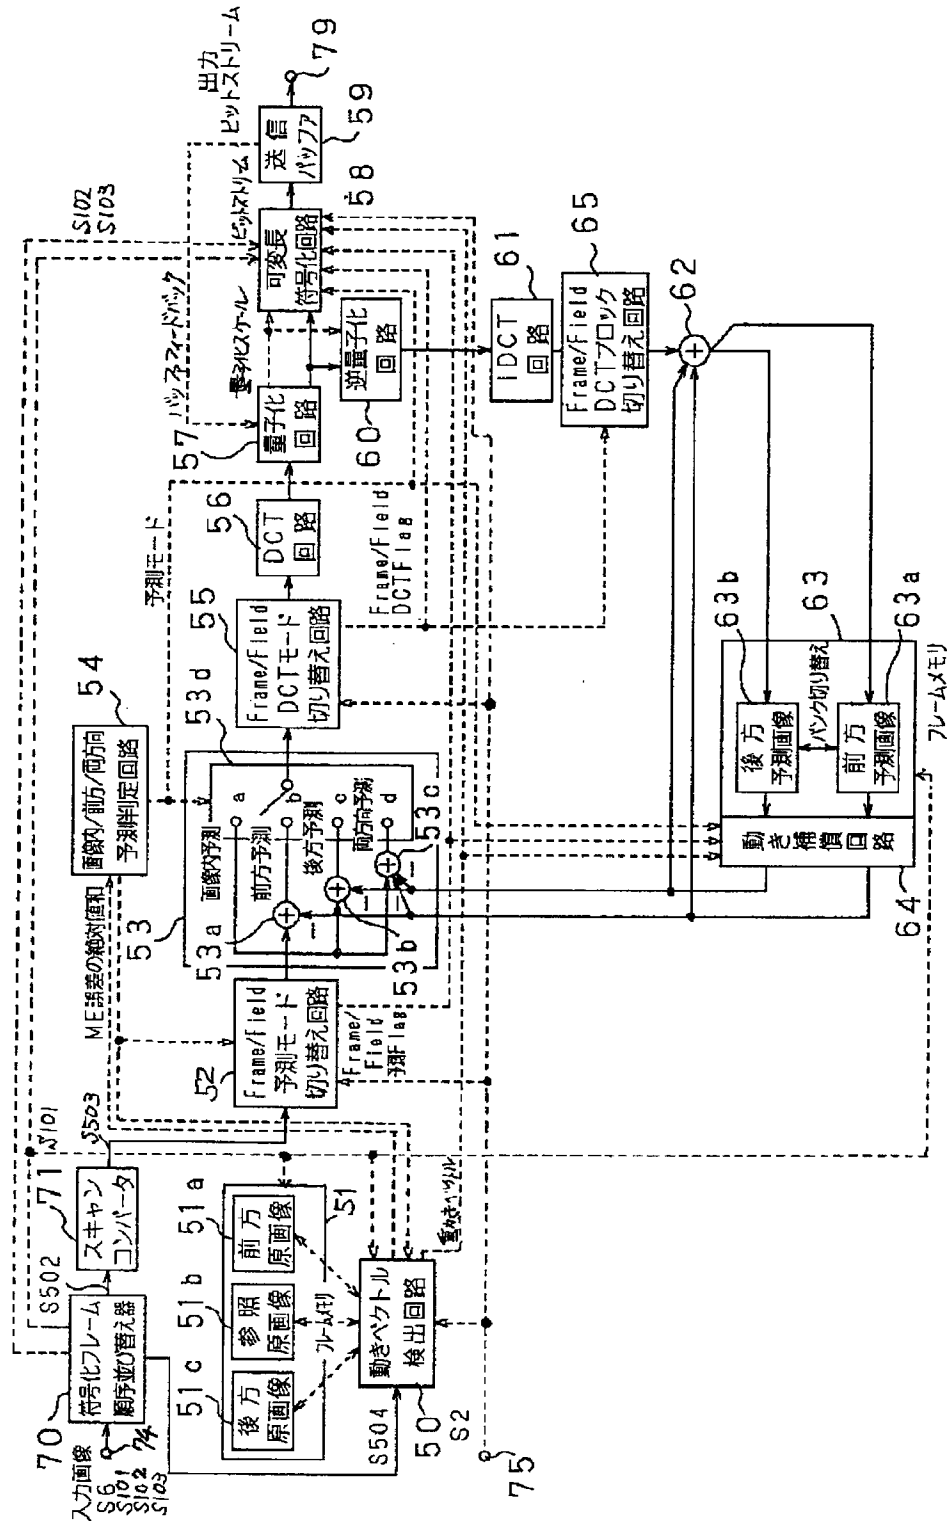 入力画像
S6
S101
S102
S103
74
70
符号化フレーム
順序並び替え器
S502
71
スキャン
コンバータ
S503
S101
S102
S103
51c
後方
原画像
51b
参照
原画像
51a
前方
原画像
フレームメモリ
51
S504
動きベクトル
検出回路
50
S2
75
動きベクトル
ME誤差の絶対値和
52
Frame/Field
予測モード
切り替え回路
Frame/
Field
予測Flag
54
画像内/前方/両方向
予測判定回路
予測モード
53
53a
53b
53c
53d
画像内予測
前方予測
後方予測
両方向予測
a
b
c
d
55
Frame/Field
DCTモード
切り替え回路
Frame/Field
DCTFlag
56
DCT
回路
57
量子化
回路
バッファフィードバック
量子化スケール
58
可変長
符号化回路
ビットストリーム
59
送信
バッファ
出力
ビットストリーム
79
60
逆量子化
回路
61
IDCT
回路
65
Frame/Field
DCTブロック
切り替え回路
62
63b
後方
予測画像
バンク切り替え
63
前方
予測画像
63a
動き補償回路
64
フレームメモリ